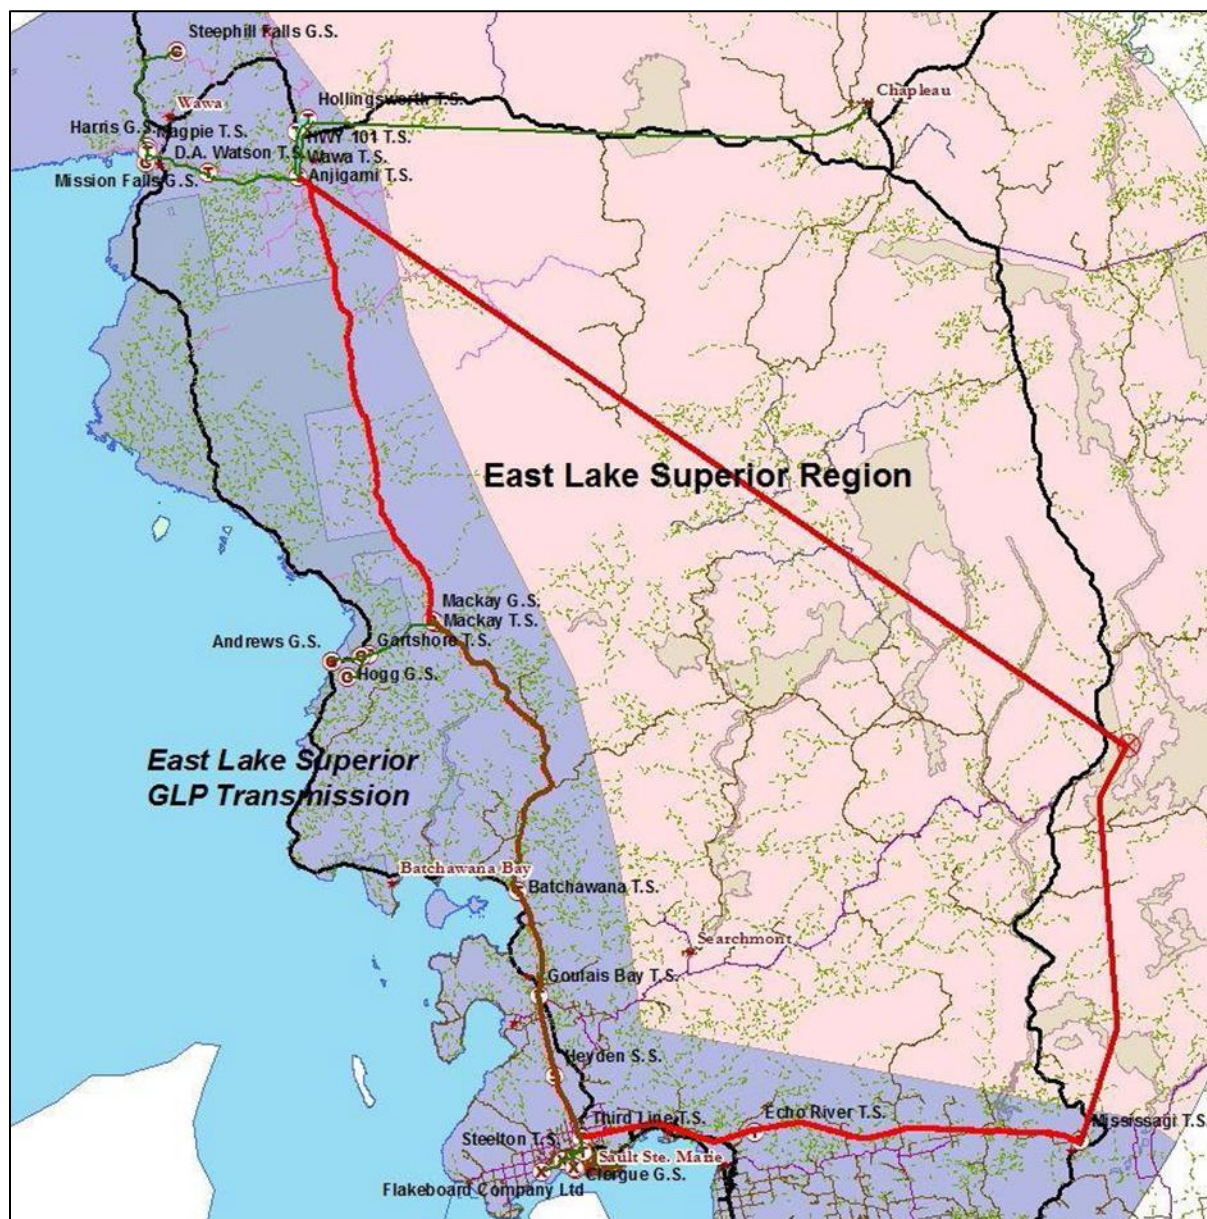 Steephill Falls G.S.
Wawa
Hollingsworth T.S.
Harris G.S.
Magpie T.S.
HWY 101 T.S.
D.A. Watson T.S.
Wawa T.S.
Mission Falls G.S.
Anjigami T.S.
Chapleau
East Lake Superior Region
Mackay G.S.
Mackay T.S.
Andrews G.S.
Gartshore T.S.
Hogg G.S.
East Lake Superior
GLP Transmission
Batchawana Bay
Batchawana T.S.
Searchmont
Goulais Bay T.S.
Heyden S.S.
Third Line T.S.
Echo River T.S.
Mississagi T.S.
Steelton T.S.
Sault Ste. Marie
Clergue G.S.
Flakeboard Company Ltd